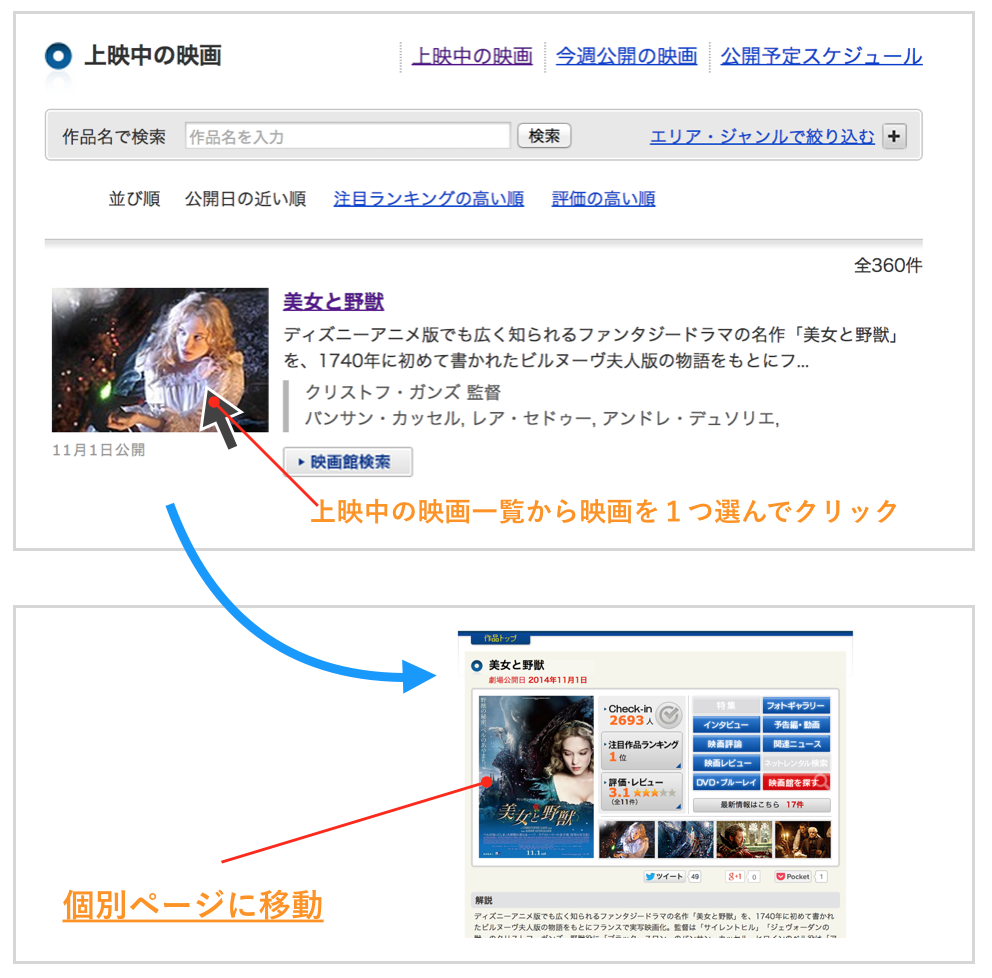 上映中の映画
上映中の映画 今週公開の映画 公開予定スケジュール
作品名で検索 作品名を入力 検索 エリア・ジャンルで絞り込む +
並び順 公開日の近い順 注目ランキングの高い順 評価の高い順
全360件
美女と野獣
ディズニーアニメ版でも広く知られるファンタジードラマの名作「美女と野獣」
を、1740年に初めて書かれたビルヌーヴ夫人版の物語をもとにフ...
クリストフ・ガンズ 監督
バンサン・カッセル, レア・セドゥー, アンドレ・デュソリエ,
11月1日公開
映画館検索
上映中の映画一覧から映画を１つ選んでクリック
作品トップ
美女と野獣
劇場公開日 2014年11月1日
美女と野獣
11.1
Check-in
2693人
注目作品ランキング
1位
評価・レビュー
3.1 ★★★★★
(全11件)
特集 フォトギャラリー
インタビュー 予告編・動画
映画評論 関連ニュース
映画レビュー ネットレンタル検索
DVD・ブルーレイ 映画館を探す
最新情報はこちら 17件
ツイート 49 g+1 0 Pocket 1
個別ページに移動
解説
ディズニーアニメ版でも広く知られるファンタジードラマの名作「美女と野獣」を、1740年に初めて書かれ
たビルヌーヴ夫人版の物語をもとにフランスで実写映画化。監督は「サイレントヒル」「ジェヴォーダンの